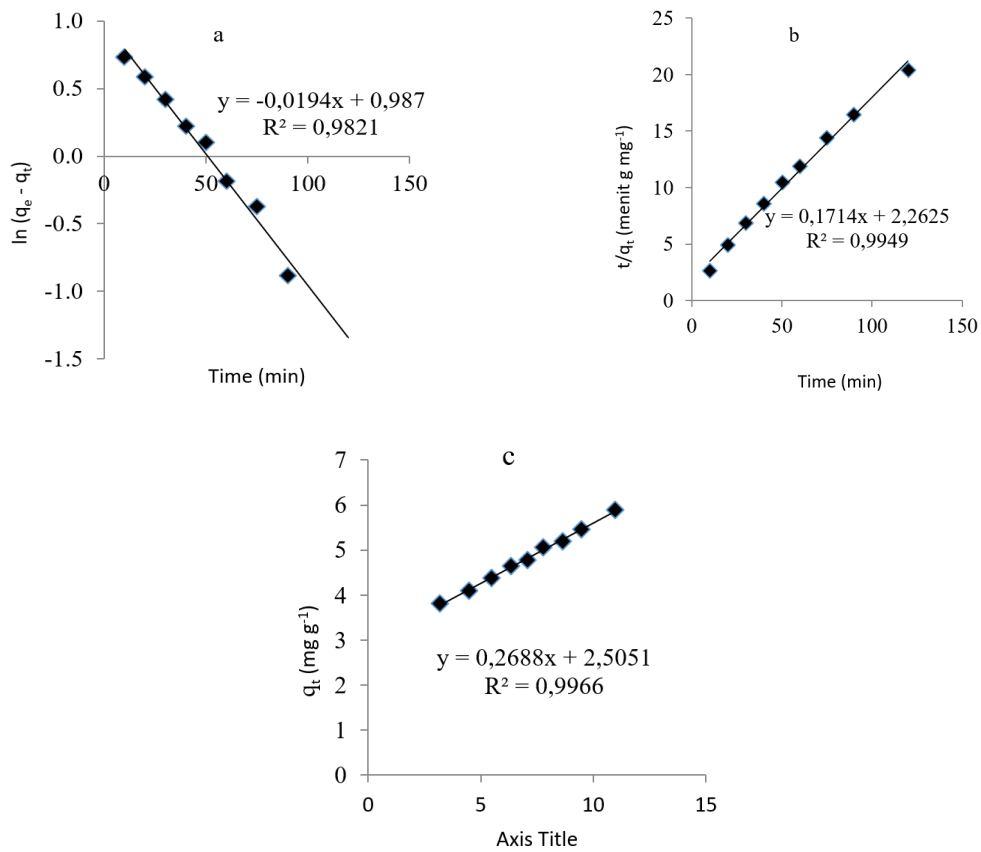 a
1.0
0.5
0.0
-0.5
-1.0
-1.5
0 50 100 150
y = -0,0194x + 0,987
R² = 0,9821
ln (qe - qt)
Time (min)
b
25
20
15
10
5
0
0 50 100 150
y = 0,1714x + 2,2625
R² = 0,9949
t/qt (menit g mg-1)
Time (min)
c
7
6
5
4
3
2
1
0
0 5 10 15
y = 0,2688x + 2,5051
R² = 0,9966
qt (mg g-1)
Axis Title